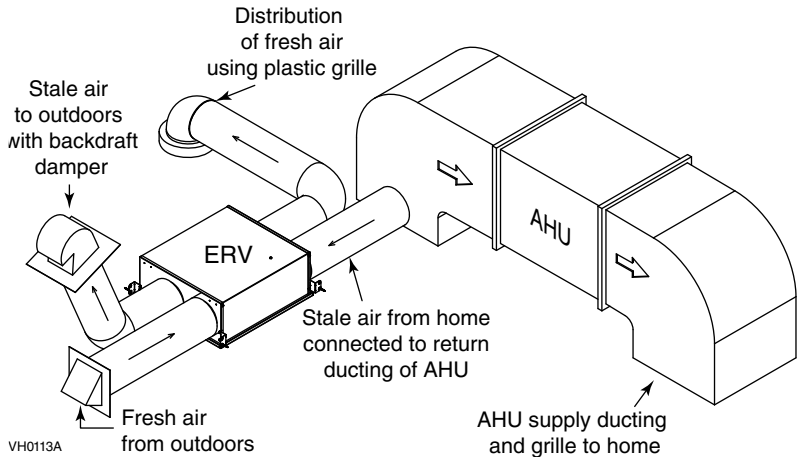 Distribution
of fresh air
using plastic grille
Stale air
to outdoors
with backdraft
damper
AHU
ERV
Stale air from home
connected to return
ducting of AHU
Fresh air
from outdoors
AHU supply ducting
and grille to home
VH0113A